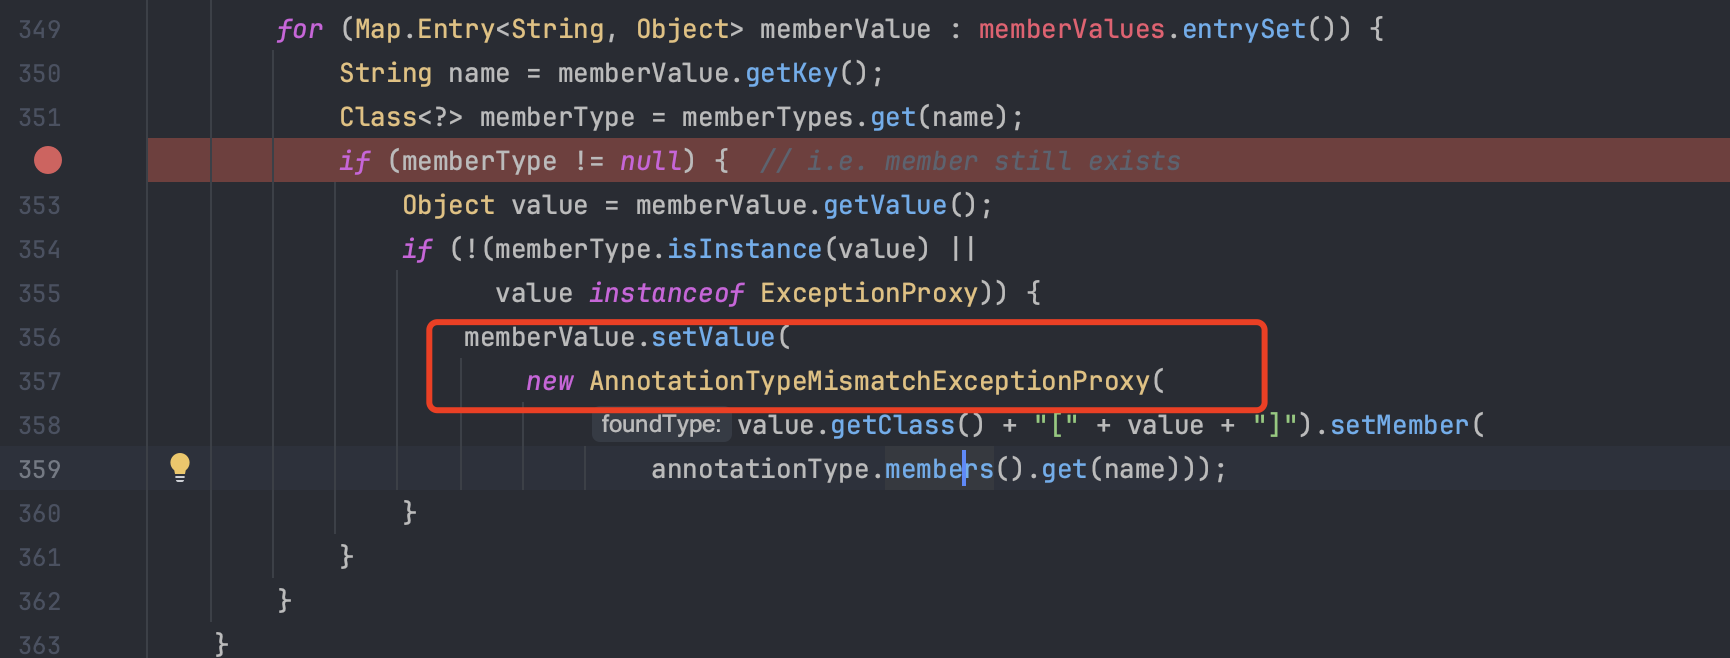 349 for (Map.Entry<String, Object> memberValue : memberValues.entrySet()) {
350 String name = memberValue.getKey();
351 Class<?> memberType = memberTypes.get(name);
if (memberType != null) { // i.e. member still exists
353 Object value = memberValue.getValue();
354 if (!(memberType.isInstance(value) ||
355 value instanceof ExceptionProxy)) {
356 memberValue.setValue(
357 new AnnotationTypeMismatchExceptionProxy(
358 foundType: value.getClass() + "[" + value + "]").setMember(
359 annotationType.members().get(name)));
360 }
361 }
362 }
363 }